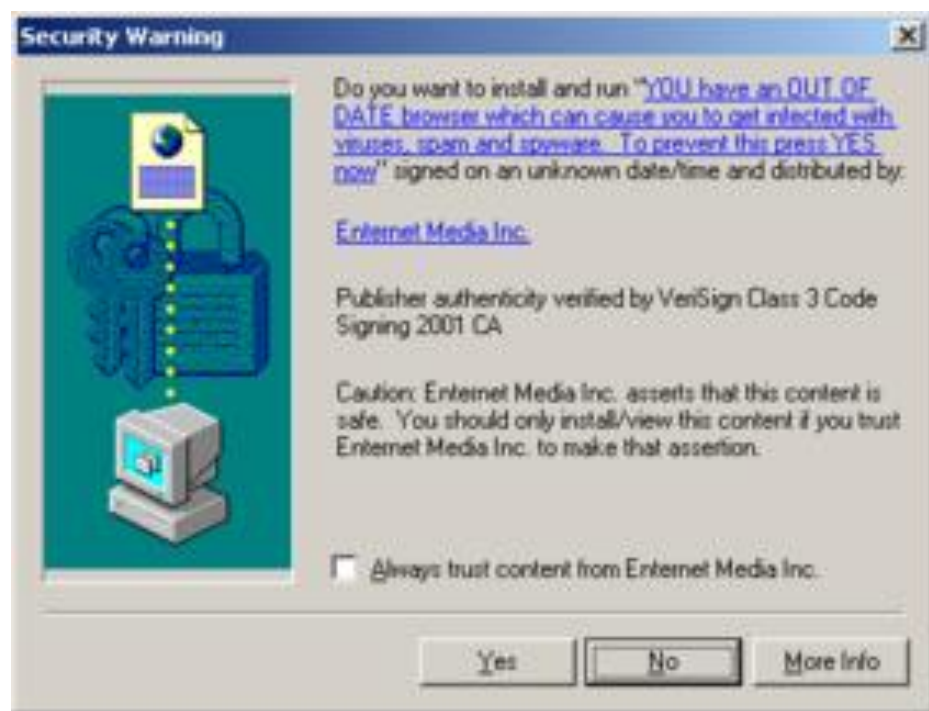 Security Warning
Do you want to install and run "YOU have an OUT OF
DATE browser which can cause you to get infected with
viruses, spam and spyware. To prevent this press YES
now" signed on an unknown date/time and distributed by:
Enternet Media Inc.
Publisher authenticity verified by VeriSign Class 3 Code
Signing 2001 CA
Caution: Enternet Media Inc. asserts that this content is
safe. You should only install/view this content if you trust
Enternet Media Inc. to make that assertion.
Always trust content from Enternet Media Inc.
Yes No More Info